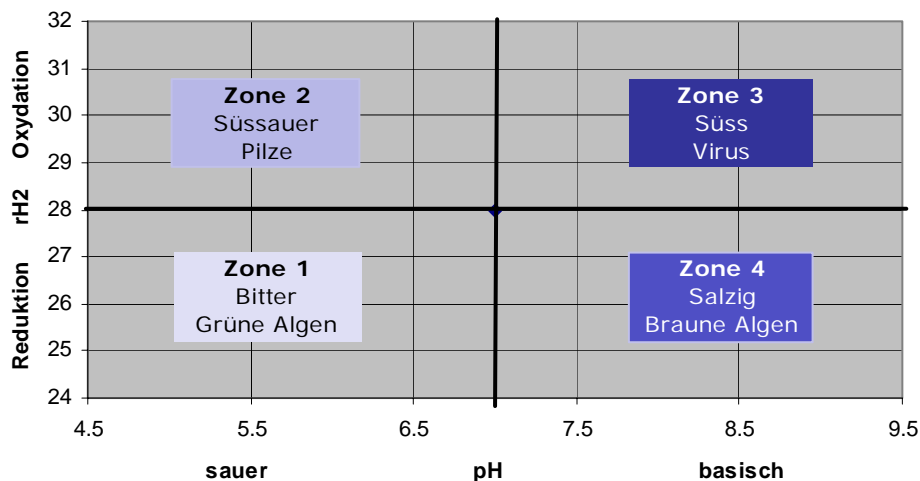 32
31
30
29
28
27
26
25
24
Oxydation
rH2
Reduktion
Zone 2
Süssauer
Pilze
Zone 3
Süss
Virus
Zone 1
Bitter
Grüne Algen
Zone 4
Salzig
Braune Algen
4.5 5.5 6.5 7.5 8.5 9.5
sauer pH basisch